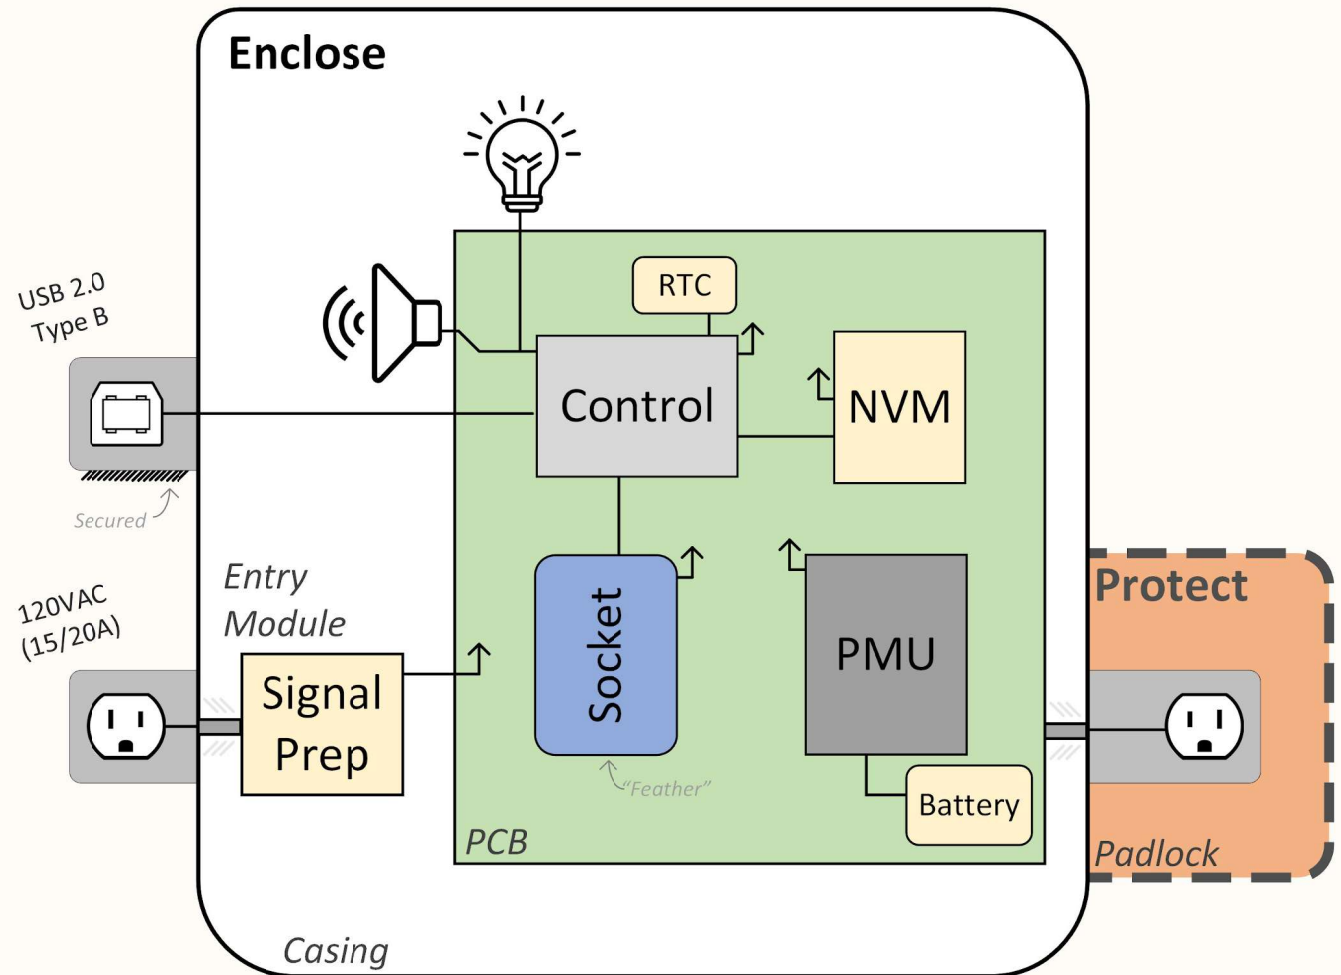 Enclose
USB 2.0
Type B
RTC
Control
NVM
Secured
Entry
Module
120VAC
(15/20A)
Signal
Prep
Socket
PMU
Protect
"Feather"
Battery
PCB
Padlock
Casing